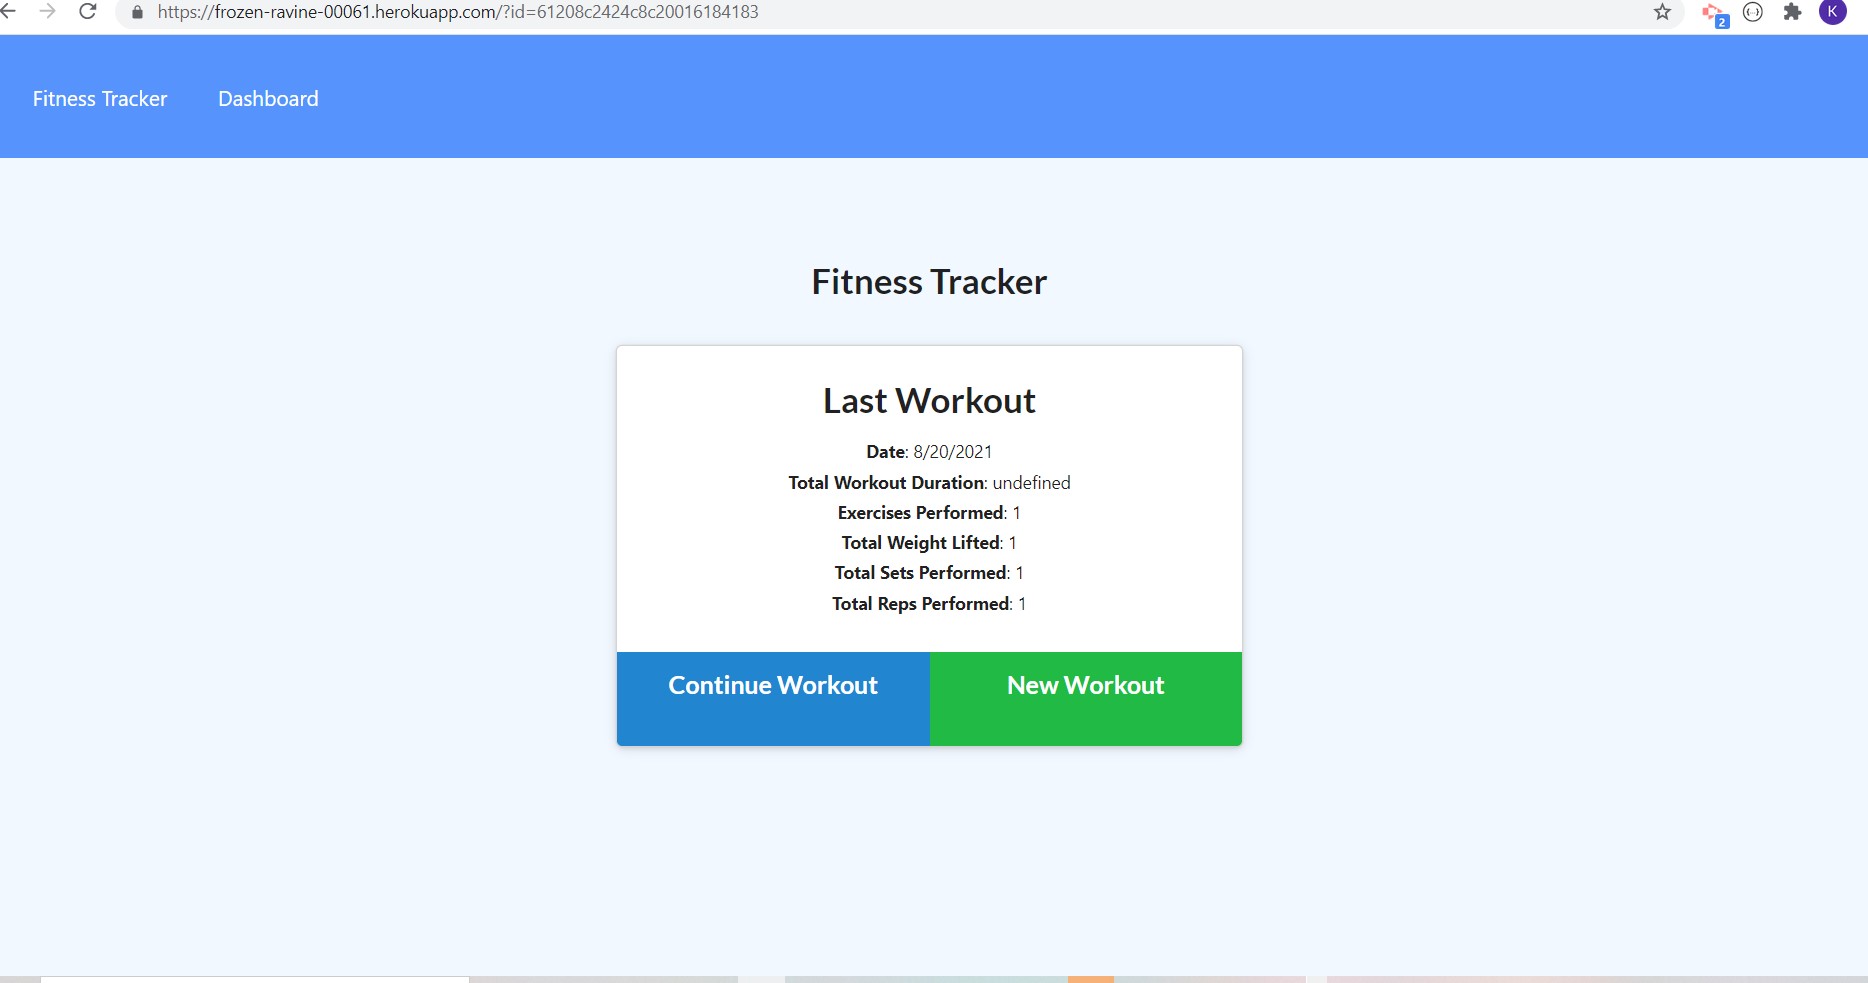 https://frozen-ravine-00061.herokuapp.com/?id=61208c2424c8c20016184183
2
K
Fitness Tracker Dashboard
Fitness Tracker
Last Workout
Date: 8/20/2021
Total Workout Duration: undefined
Exercises Performed: 1
Total Weight Lifted: 1
Total Sets Performed: 1
Total Reps Performed: 1
Continue Workout New Workout